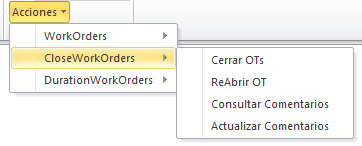 Acciones
WorkOrders
CloseWorkOrders
DurationWorkOrders
Cerrar OTs
ReAbrir OT
Consultar Comentarios
Actualizar Comentarios